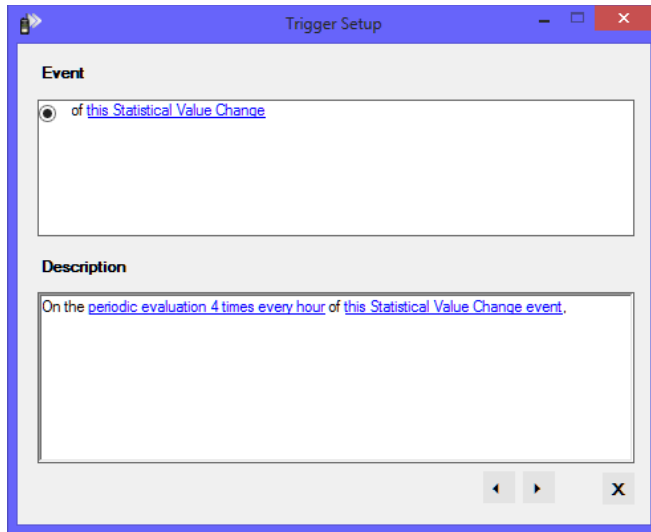 Trigger Setup
Event
of this Statistical Value Change
Description
On the periodic evaluation 4 times every hour of this Statistical Value Change event,
X